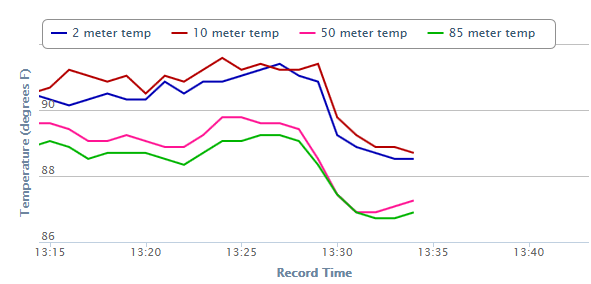 2 meter temp 10 meter temp 50 meter temp 85 meter temp
Temperature (degrees F)
90
88
86
13:15 13:20 13:25 13:30 13:35 13:40
Record Time